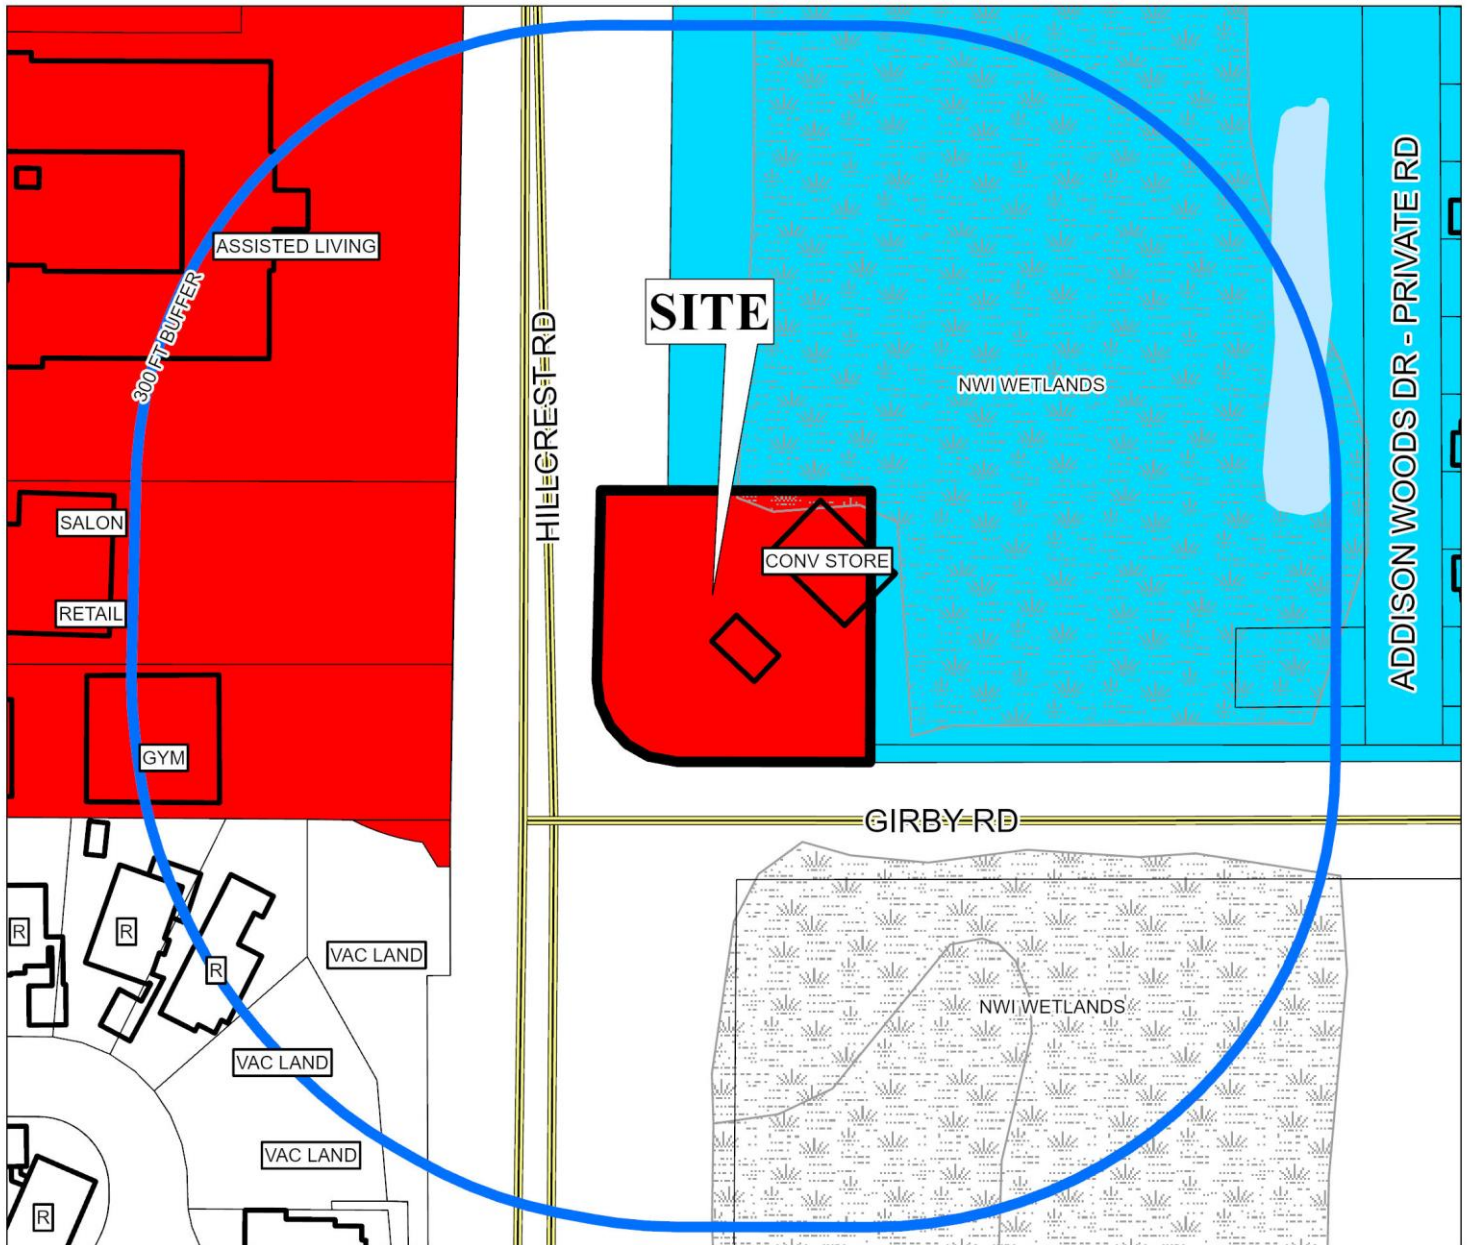 ASSISTED LIVING
300 FT BUFFER
SITE
HILLCREST RD
NWI WETLANDS
ADDISON WOODS DR - PRIVATE RD
SALON
CONV STORE
RETAIL
GYM
GIRBY RD
R
R
R
VAC LAND
NWI WETLANDS
VAC LAND
VAC LAND
R